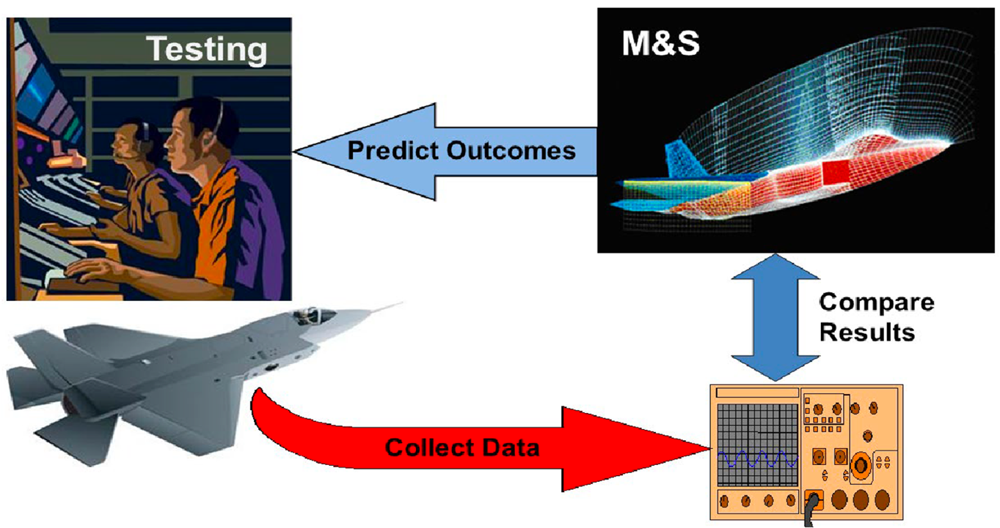 Testing
M&S
Predict Outcomes
Compare
Results
Collect Data